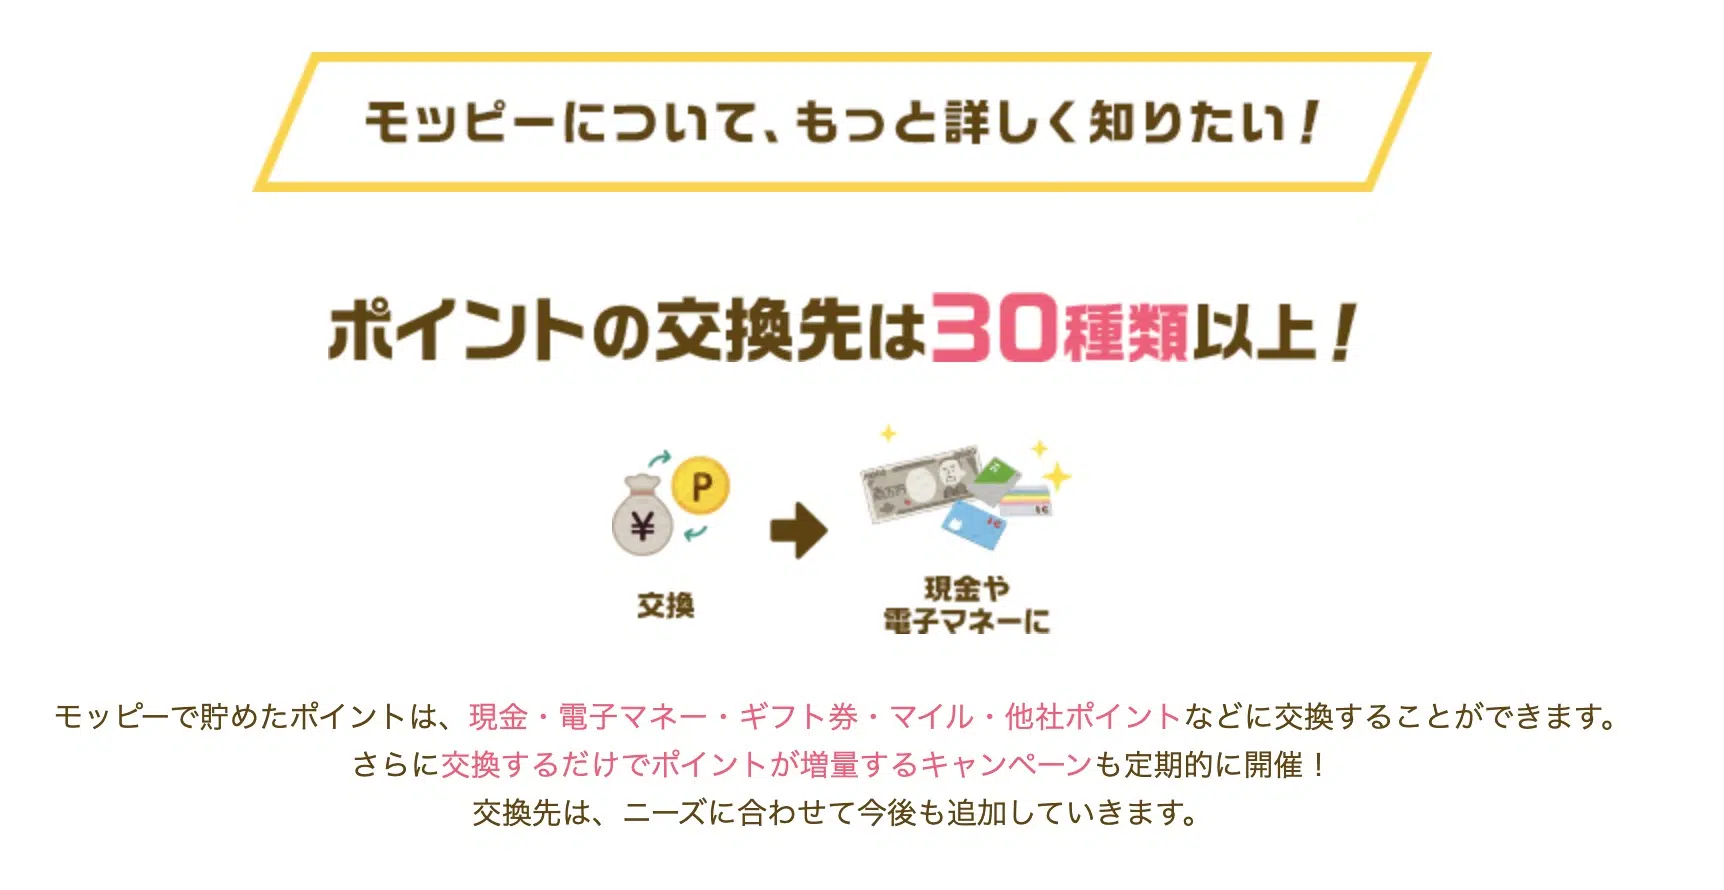 モッピーについて、もっと詳しく知りたい！
ポイントの交換先は30種類以上！
P
¥
交換
現金や
電子マネーに
モッピーで貯めたポイントは、現金・電子マネー・ギフト券・マイル・他社ポイントなどに交換することができます。
さらに交換するだけでポイントが増量するキャンペーンも定期的に開催！
交換先は、ニーズに合わせて今後も追加していきます。